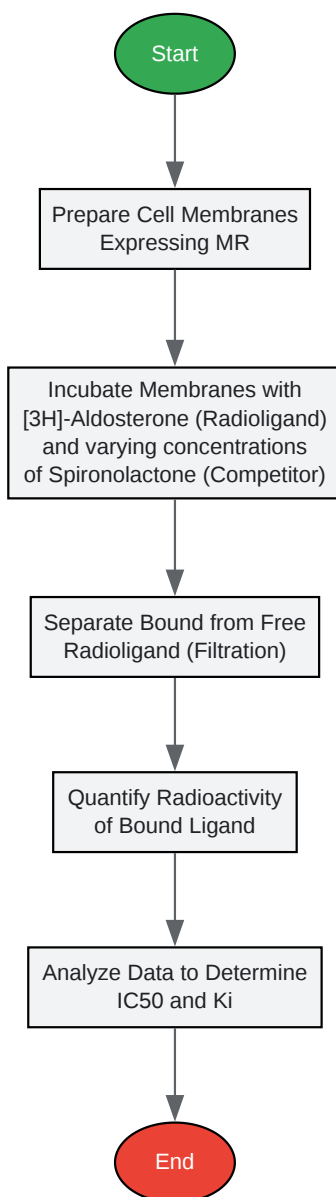 Start
Prepare Cell Membranes
Expressing MR
Incubate Membranes with
[3H]-Aldosterone (Radioligand)
and varying concentrations
of Spironolactone (Competitor)
Separate Bound from Free
Radioligand (Filtration)
Quantify Radioactivity
of Bound Ligand
Analyze Data to Determine
IC50 and Ki
End